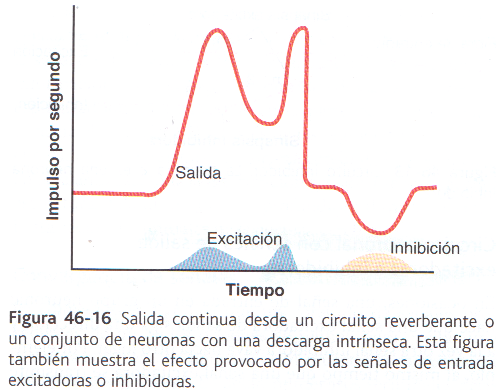 Impulso por segundo
Salida
Excitación
Inhibición
Tiempo
Figura 46-16 Salida continua desde un circuito reverberante o
un conjunto de neuronas con una descarga intrínseca. Esta figura
también muestra el efecto provocado por las señales de entrada
excitadoras o inhibidoras.